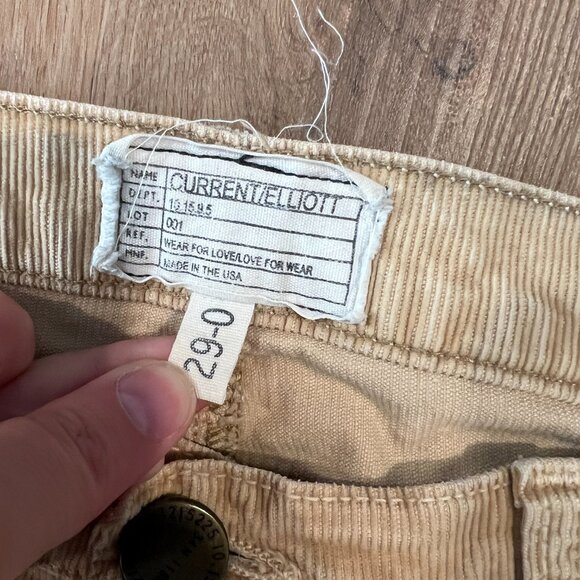 NAME CURRENT/ELLIOTT
DEPT. 10.15.9.5
LOT 001
REF. WEAR FOR LOVE/LOVE FOR WEAR
MNF. MADE IN THE USA
29-0